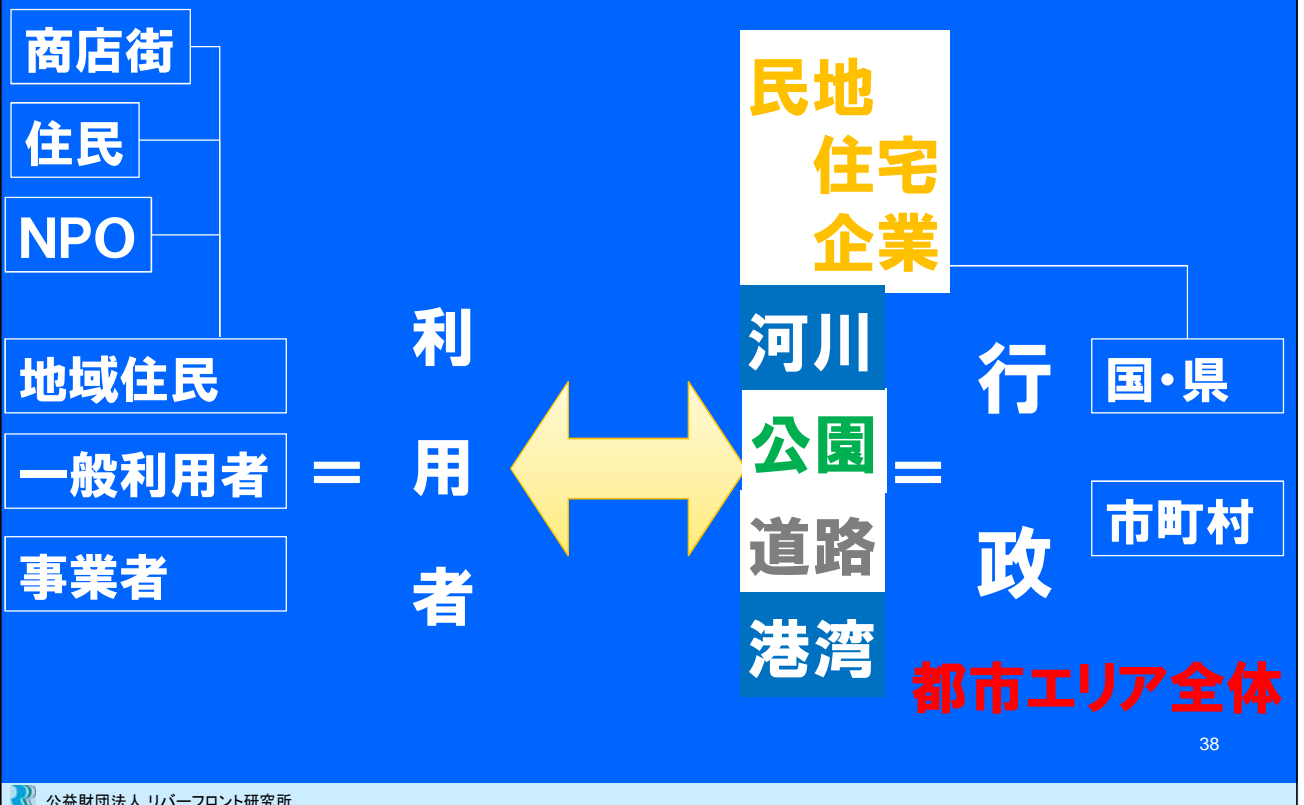 商店街
住民
NPO
地域住民
一般利用者
事業者
＝
利
用
者
民地
住宅
企業
河川
公園
道路
港湾
＝
行
政
国・県
市町村
都市エリア全体
38
公益財団法人 リバーフロント研究所